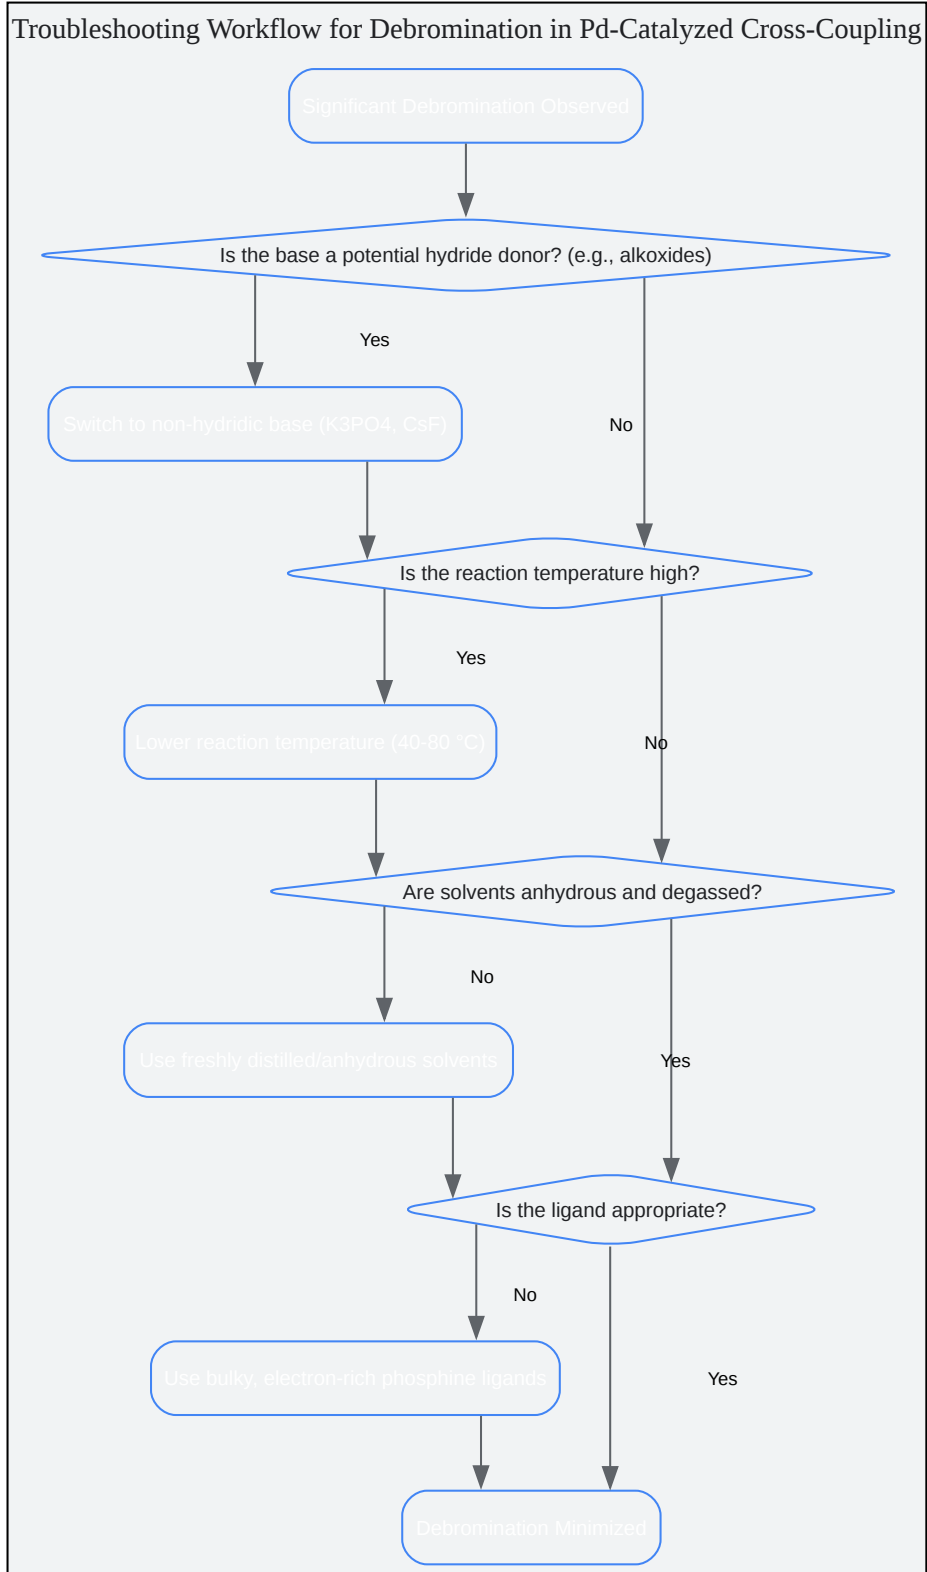 Troubleshooting Workflow for Debromination in Pd-Catalyzed Cross-Coupling
Significant Debromination Observed
Is the base a potential hydride donor? (e.g., alkoxides)
Yes
Switch to non-hydridic base (K3PO4, CsF)
No
Is the reaction temperature high?
Yes
Lower reaction temperature (40-80 °C)
No
Are solvents anhydrous and degassed?
No
Use freshly distilled/anhydrous solvents
Yes
Is the ligand appropriate?
No
Use bulky, electron-rich phosphine ligands
Yes
Debromination Minimized